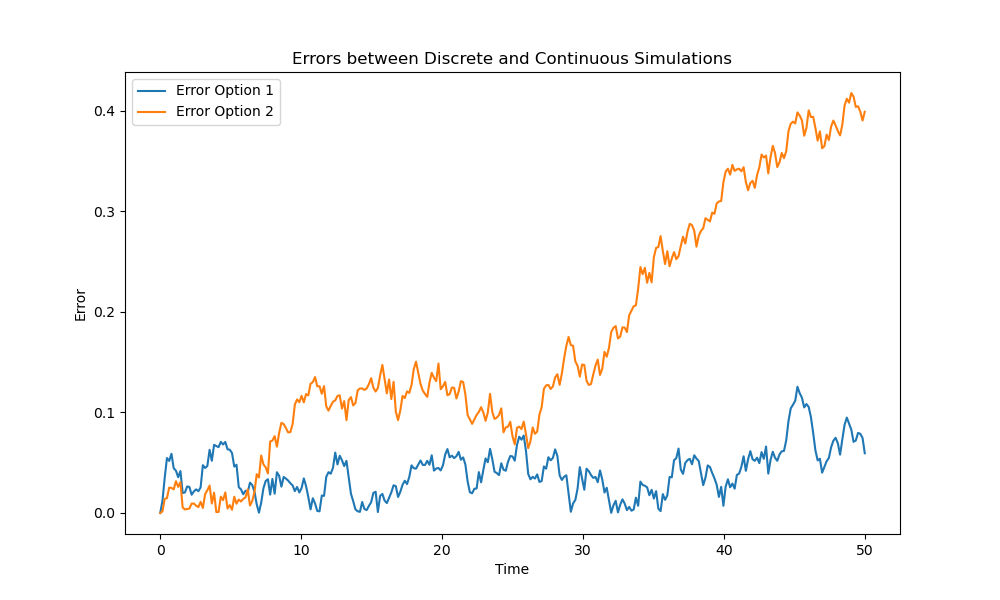 Errors between Discrete and Continuous Simulations
Error Option 1
Error Option 2
Error
0.4
0.3
0.2
0.1
0.0
0 10 20 30 40 50
Time